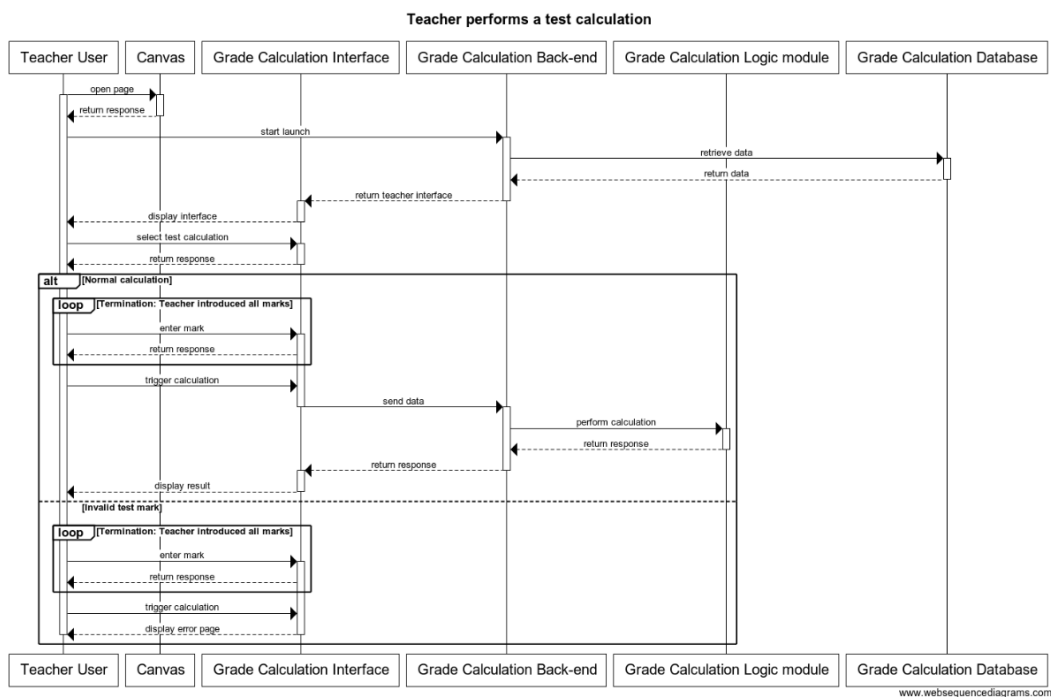 Teacher performs a test calculation
Teacher User Canvas Grade Calculation Interface Grade Calculation Back-end Grade Calculation Logic module Grade Calculation Database
open page
return response
start launch
retrieve data
return data
return teacher interface
display interface
select test calculation
return response
alt [Normal calculation]
loop [Termination: Teacher introduced all marks]
enter mark
return response
trigger calculation
send data
perform calculation
return response
return response
display result
[Invalid test mark]
loop [Termination: Teacher introduced all marks]
enter mark
return response
trigger calculation
display error page
Teacher User Canvas Grade Calculation Interface Grade Calculation Back-end Grade Calculation Logic module Grade Calculation Database
www.websequencediagrams.com